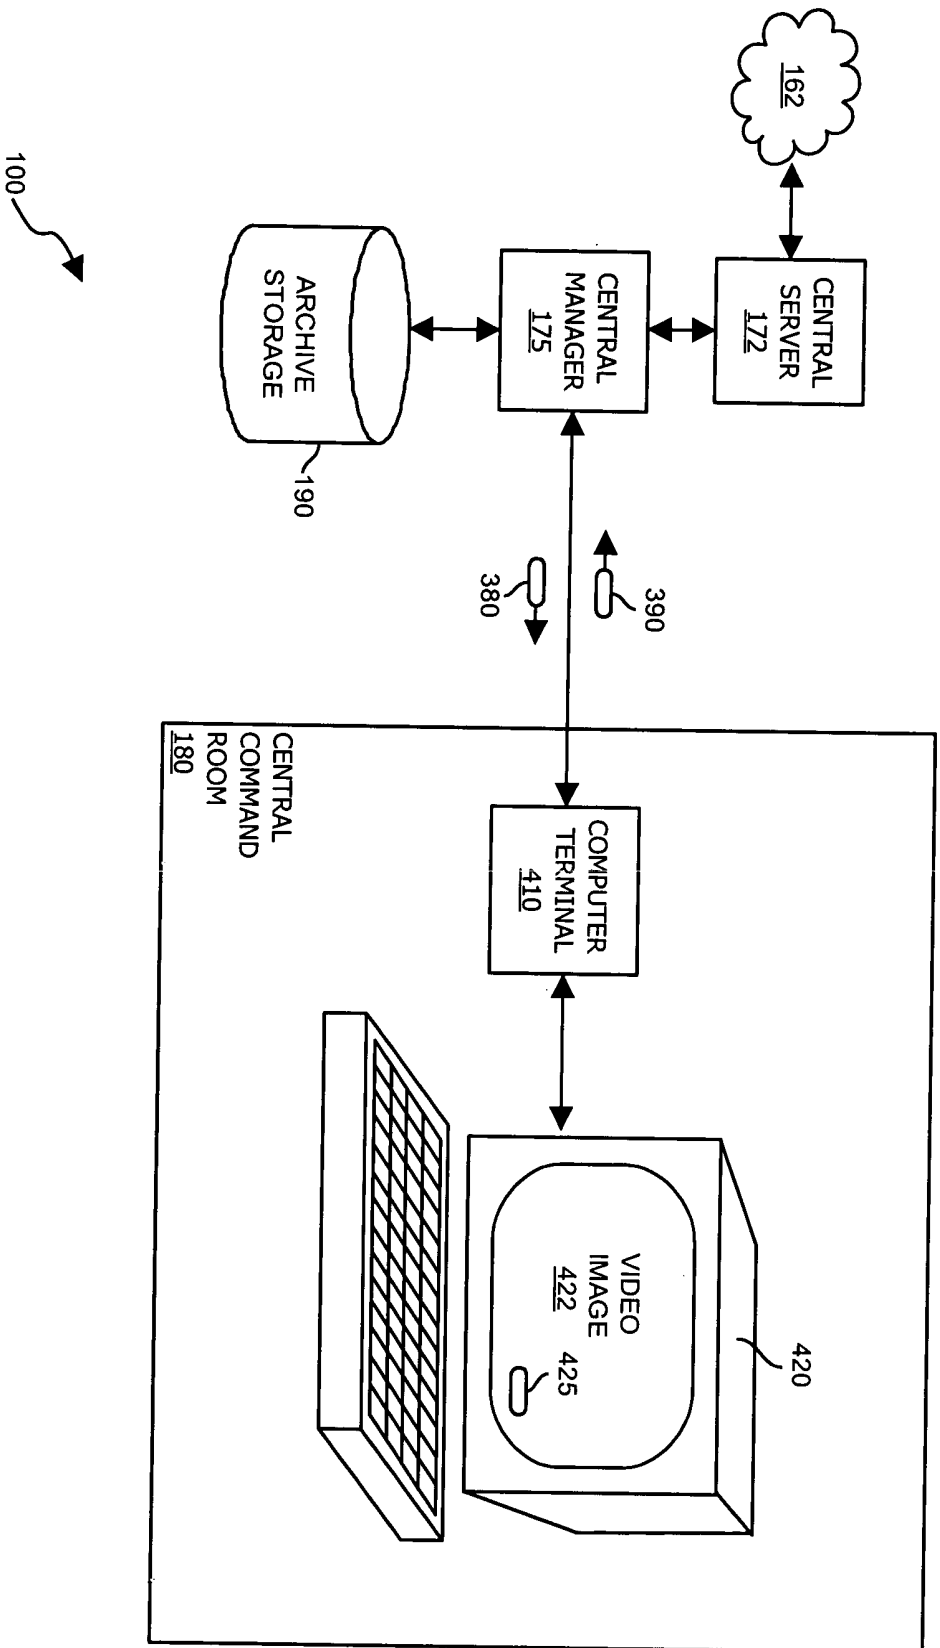 162
CENTRAL
SERVER
172
CENTRAL
MANAGER
175
ARCHIVE
STORAGE
190
100
390
380
CENTRAL
COMMAND
ROOM
180
COMPUTER
TERMINAL
410
VIDEO
IMAGE
422
425
420